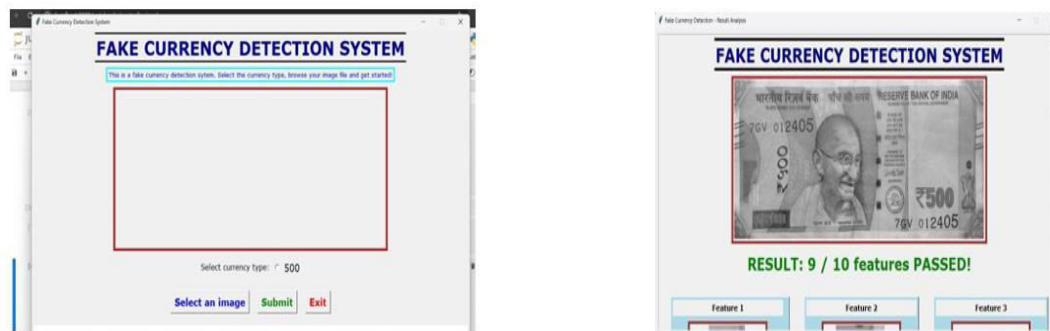 Fake Currency Detection System
FAKE CURRENCY DETECTION SYSTEM
This is a fake currency detection sytem. Select the currency type, browse your image file and get started!
Select currency type: 500
Select an image Submit Exit
Fake Currency Detection - Result Analysis
FAKE CURRENCY DETECTION SYSTEM
भारतीय रिज़र्व बैंक पाँच सौ रुपये RESERVE BANK OF INDIA
7GV 012405
₹500
₹500
7GV 012405
RESULT: 9 / 10 features PASSED!
Feature 1 Feature 2 Feature 3